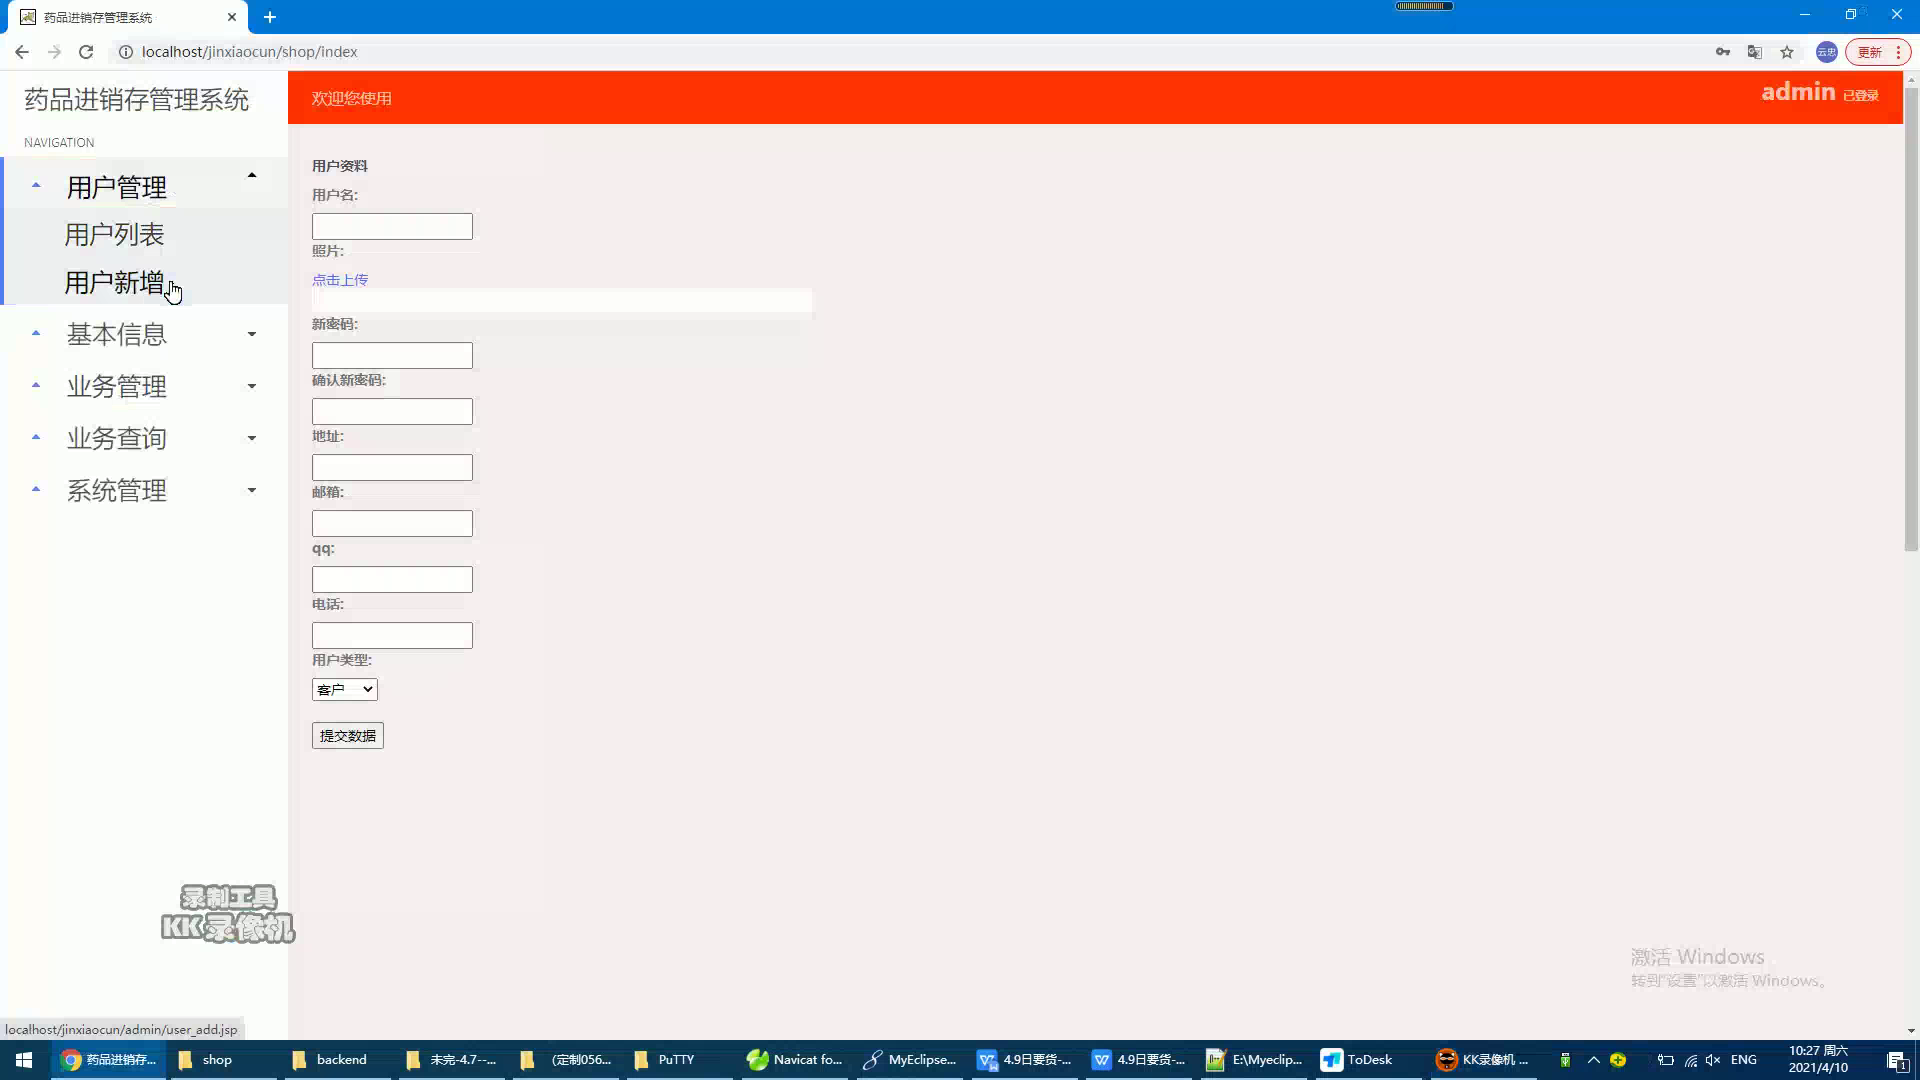 药品进销存管理系统
localhost/jinxiaocun/shop/index
更新
药品进销存管理系统
欢迎您使用
admin 已登录
NAVIGATION
用户管理
用户列表
用户新增
基本信息
业务管理
业务查询
系统管理
用户资料
用户名:
照片:
点击上传
新密码:
确认新密码:
地址:
邮箱:
qq:
电话:
用户类型:
客户
提交数据
录制工具
KK录像机
激活 Windows
转到"设置"以激活 Windows。
localhost/jinxiaocun/admin/user_add.jsp
药品进销存...
shop
backend
未完-4.7--...
(定制056...
PuTTY
Navicat fo...
MyEclipse...
4.9日要货-...
4.9日要货-...
E:\Myeclip...
ToDesk
KK录像机 ...
ENG
10:27 周六
2021/4/10